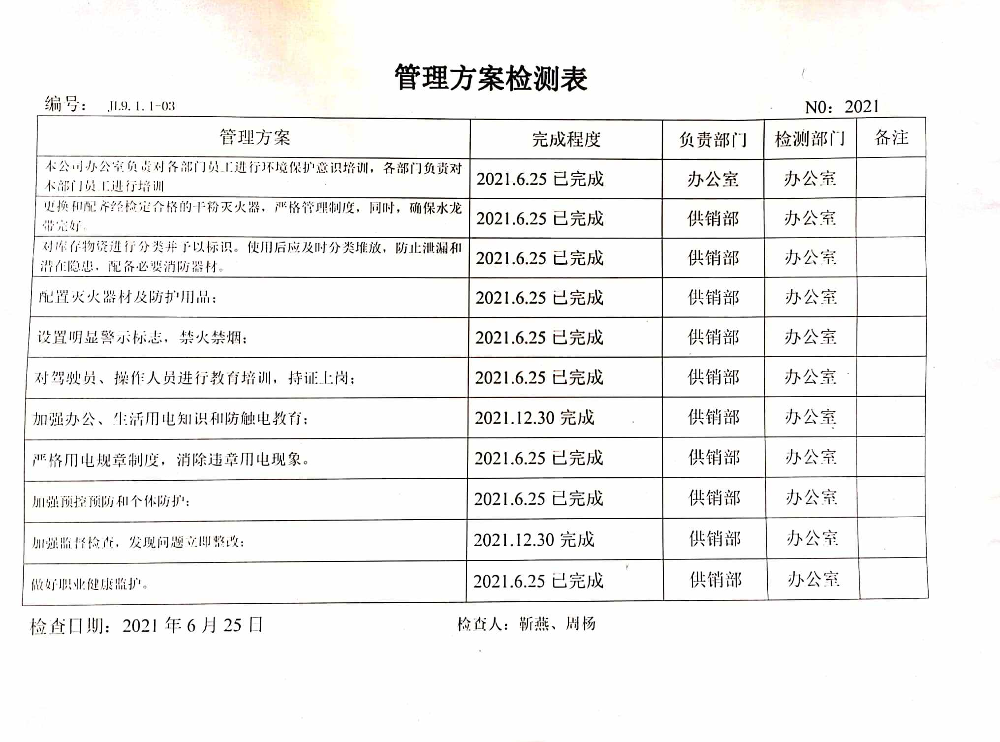 管理方案检测表
编号： JL9.1.1-03 N0：2021
管理方案 完成程度 负责部门 检测部门 备注
本公司办公室负责对各部门员工进行环境保护意识培训，各部门负责对
本部门员工进行培训 2021.6.25 已完成 办公室 办公室
更换和配齐经检定合格的干粉灭火器，严格管理制度，同时，确保水龙
带完好。 2021.6.25 已完成 供销部 办公室
对库存物资进行分类并予以标识。使用后应及时分类堆放，防止泄漏和
潜在隐患，配备必要消防器材。 2021.6.25 已完成 供销部 办公室
配置灭火器材及防护用品； 2021.6.25 已完成 供销部 办公室
设置明显警示标志，禁火禁烟； 2021.6.25 已完成 供销部 办公室
对驾驶员、操作人员进行教育培训，持证上岗； 2021.6.25 已完成 供销部 办公室
加强办公、生活用电知识和防触电教育； 2021.12.30 完成 供销部 办公室
严格用电规章制度，消除违章用电现象。 2021.6.25 已完成 供销部 办公室
加强预控预防和个体防护； 2021.6.25 已完成 供销部 办公室
加强监督检查，发现问题立即整改； 2021.12.30 完成 供销部 办公室
做好职业健康监护。 2021.6.25 已完成 供销部 办公室
检查日期：2021 年 6 月 25 日 检查人：靳燕、周杨